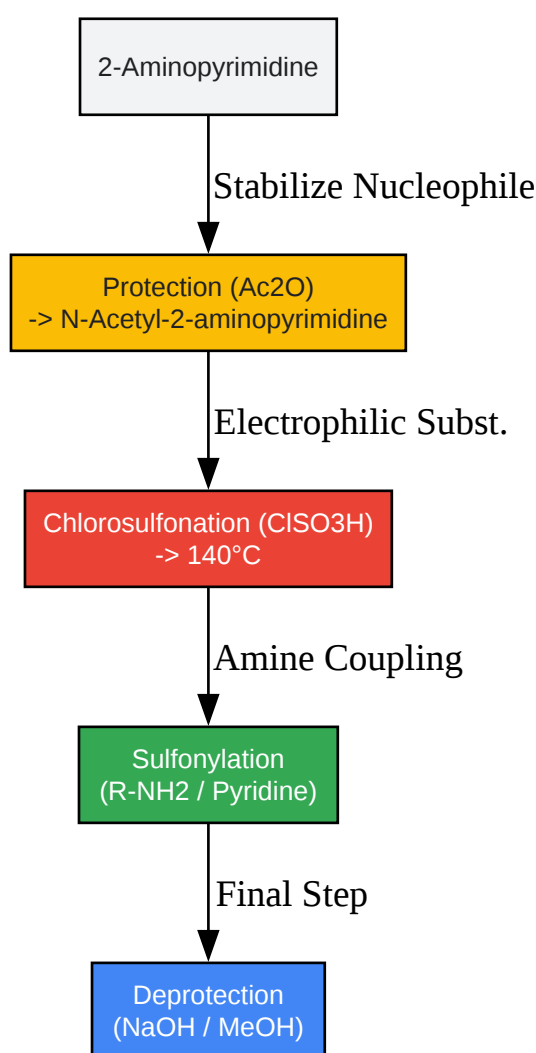 2-Aminopyrimidine
Stabilize Nucleophile
Protection (Ac2O)
-> N-Acetyl-2-aminopyrimidine
Electrophilic Subst.
Chlorosulfonation (ClSO3H)
-> 140°C
Amine Coupling
Sulfonylation
(R-NH2 / Pyridine)
Final Step
Deprotection
(NaOH / MeOH)